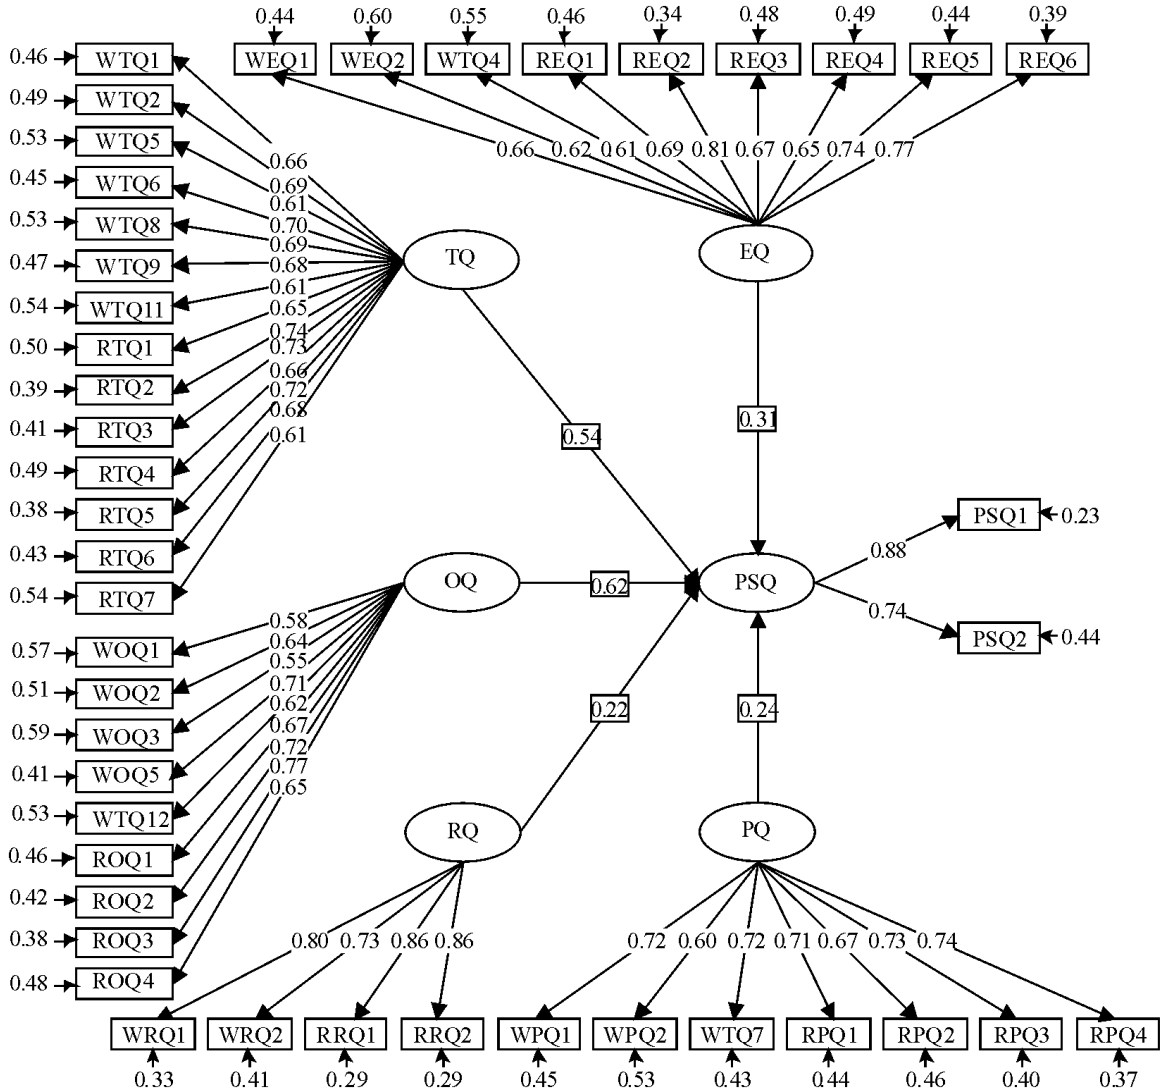 0.44 0.60 0.55 0.46 0.34 0.48 0.49 0.44 0.39
WEQ1 WEQ2 WTQ4 REQ1 REQ2 REQ3 REQ4 REQ5 REQ6
0.66 0.62 0.61 0.69 0.81 0.67 0.65 0.74 0.77
EQ
0.31
0.46 WTQ1
0.49 WTQ2
0.53 WTQ5
0.45 WTQ6
0.53 WTQ8
0.47 WTQ9
0.54 WTQ11
0.50 RTQ1
0.39 RTQ2
0.41 RTQ3
0.49 RTQ4
0.38 RTQ5
0.43 RTQ6
0.54 RTQ7
0.66
0.69
0.61
0.70
0.69
0.68
0.61
0.65
0.74
0.73
0.66
0.72
0.68
0.61
TQ
0.54
0.57 WOQ1
0.51 WOQ2
0.59 WOQ3
0.41 WOQ5
0.53 WTQ12
0.46 ROQ1
0.42 ROQ2
0.38 ROQ3
0.48 ROQ4
0.58
0.64
0.55
0.71
0.62
0.67
0.72
0.77
0.65
OQ
0.62
PSQ
0.88
PSQ1 0.23
0.74
PSQ2 0.44
0.22
0.24
RQ
PQ
0.80 0.73 0.86 0.86
0.72 0.60 0.72 0.71 0.67 0.73 0.74
WRQ1 WRQ2 RRQ1 RRQ2 WPQ1 WPQ2 WTQ7 RPQ1 RPQ2 RPQ3 RPQ4
0.33 0.41 0.29 0.29 0.45 0.53 0.43 0.44 0.46 0.40 0.37